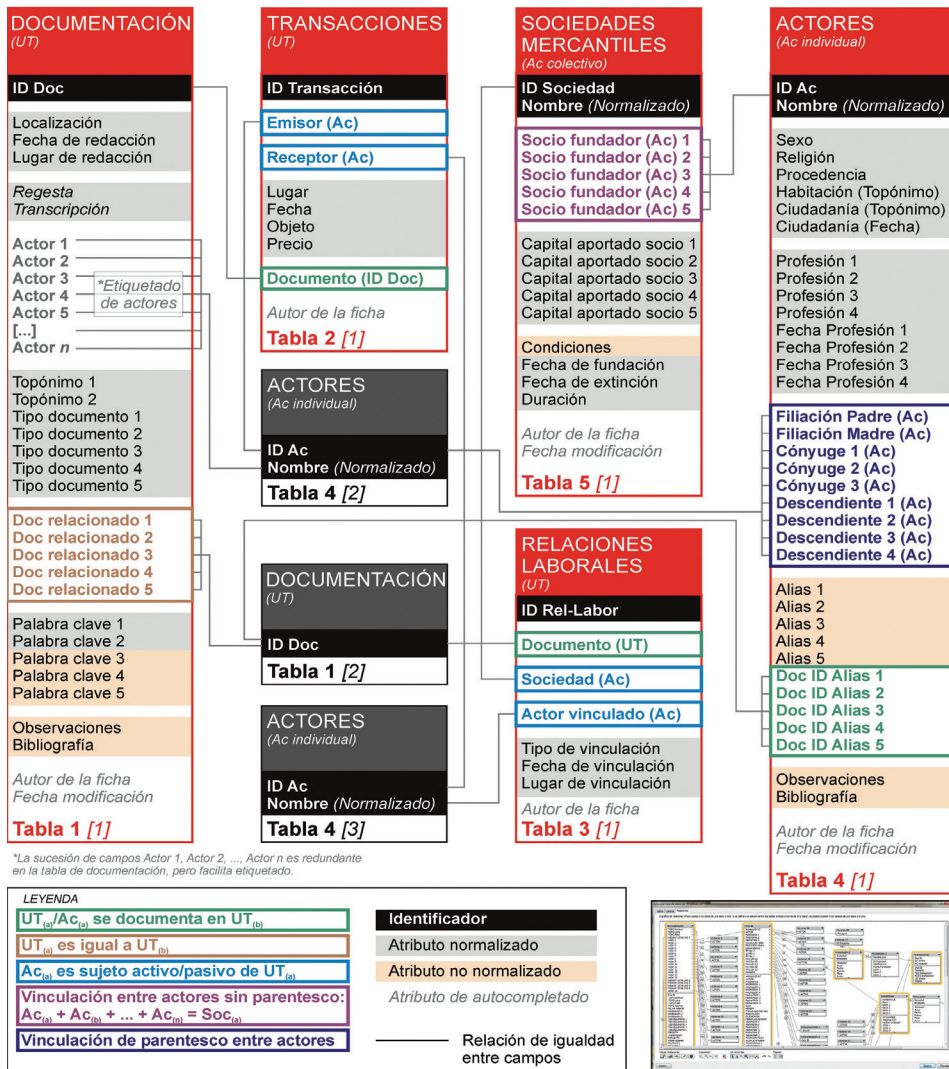 DOCUMENTACIÓN
(UT)
ID Doc
Localización
Fecha de redacción
Lugar de redacción
Regesta
Transcripción
Actor 1
Actor 2
Actor 3
Actor 4
Actor 5
[...]
Actor n
*Etiquetado
de actores
Topónimo 1
Topónimo 2
Tipo documento 1
Tipo documento 2
Tipo documento 3
Tipo documento 4
Tipo documento 5
Doc relacionado 1
Doc relacionado 2
Doc relacionado 3
Doc relacionado 4
Doc relacionado 5
Palabra clave 1
Palabra clave 2
Palabra clave 3
Palabra clave 4
Palabra clave 5
Observaciones
Bibliografía
Autor de la ficha
Fecha modificación
Tabla 1 [1]
TRANSACCIONES
(UT)
ID Transacción
Emisor (Ac)
Receptor (Ac)
Lugar
Fecha
Objeto
Precio
Documento (ID Doc)
Autor de la ficha
Tabla 2 [1]
ACTORES
(Ac individual)
ID Ac
Nombre (Normalizado)
Tabla 4 [2]
DOCUMENTACIÓN
(UT)
ID Doc
Tabla 1 [2]
ACTORES
(Ac individual)
ID Ac
Nombre (Normalizado)
Tabla 4 [3]
SOCIEDADES
MERCANTILES
(Ac colectivo)
ID Sociedad
Nombre (Normalizado)
Socio fundador (Ac) 1
Socio fundador (Ac) 2
Socio fundador (Ac) 3
Socio fundador (Ac) 4
Socio fundador (Ac) 5
Capital aportado socio 1
Capital aportado socio 2
Capital aportado socio 3
Capital aportado socio 4
Capital aportado socio 5
Condiciones
Fecha de fundación
Fecha de extinción
Duración
Autor de la ficha
Fecha modificación
Tabla 5 [1]
RELACIONES
LABORALES
(UT)
ID Rel-Labor
Documento (UT)
Sociedad (Ac)
Actor vinculado (Ac)
Tipo de vinculación
Fecha de vinculación
Lugar de vinculación
Autor de la ficha
Tabla 3 [1]
ACTORES
(Ac individual)
ID Ac
Nombre (Normalizado)
Sexo
Religión
Procedencia
Habitación (Topónimo)
Ciudadanía (Topónimo)
Ciudadanía (Fecha)
Profesión 1
Profesión 2
Profesión 3
Profesión 4
Fecha Profesión 1
Fecha Profesión 2
Fecha Profesión 3
Fecha Profesión 4
Filiación Padre (Ac)
Filiación Madre (Ac)
Cónyuge 1 (Ac)
Cónyuge 2 (Ac)
Cónyuge 3 (Ac)
Descendiente 1 (Ac)
Descendiente 2 (Ac)
Descendiente 3 (Ac)
Descendiente 4 (Ac)
Alias 1
Alias 2
Alias 3
Alias 4
Alias 5
Doc ID Alias 1
Doc ID Alias 2
Doc ID Alias 3
Doc ID Alias 4
Doc ID Alias 5
Observaciones
Bibliografía
Autor de la ficha
Fecha modificación
Tabla 4 [1]
*La sucesión de campos Actor 1, Actor 2, ..., Actor n es redundante
en la tabla de documentación, pero facilita etiquetado.
LEYENDA
UT(a)/Ac(a) se documenta en UT(b)
UT(a) es igual a UT(b)
Ac(a) es sujeto activo/pasivo de UT(a)
Vinculación entre actores sin parentesco:
Ac(a) + Ac(b) + ... + Ac(n) = Soc(a)
Vinculación de parentesco entre actores
Identificador
Atributo normalizado
Atributo no normalizado
Atributo de autocompletado
Relación de igualdad
entre campos